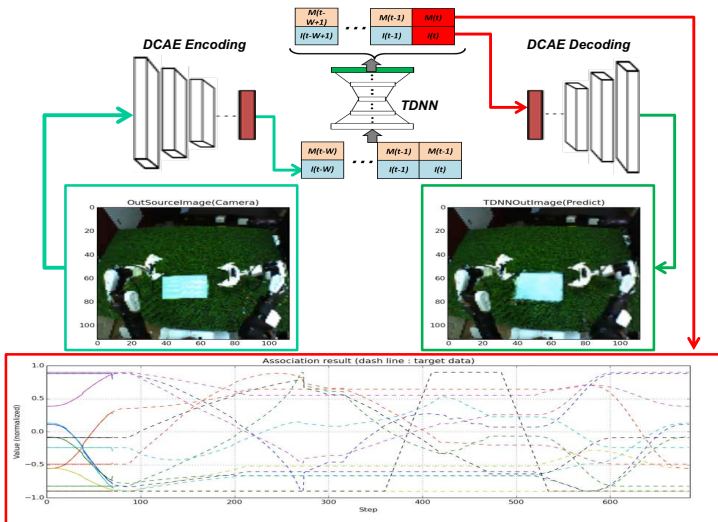 M(t-W+1) ... M(t-1) M(t)
I(t-W+1) I(t-1) I(t)
DCAE Encoding
DCAE Decoding
TDNN
M(t-W) ... M(t-1) M(t-1)
I(t-W) I(t-1) I(t)
OutSourceImage(Camera)
0
20
40
60
80
100
0 20 40 60 80 100
TDNNOutImage(Predict)
0
20
40
60
80
100
0 20 40 60 80 100
Association result (dash line : target data)
Value (normalized)
1.0
0.5
0.0
−0.5
−1.0
0 100 200 300 400 500 600
Step